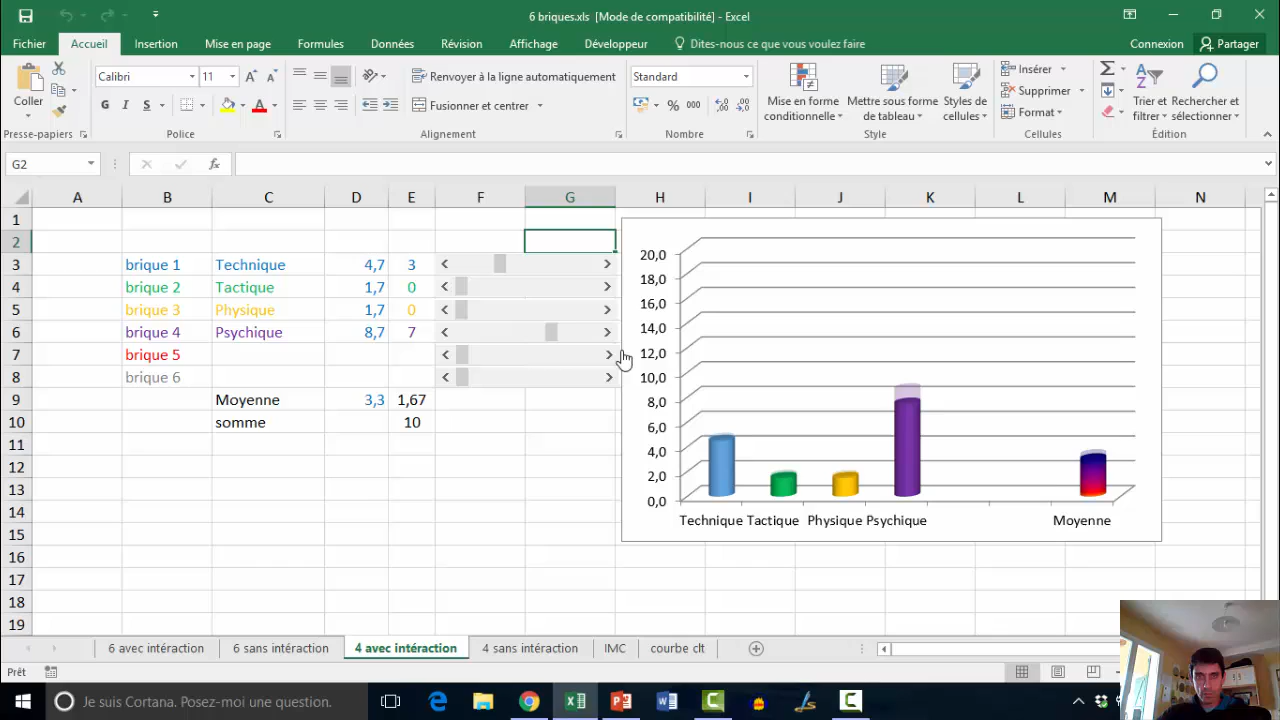 6 briques.xls [Mode de compatibilité] - Excel
Fichier Accueil Insertion Mise en page Formules Données Révision Affichage Développeur Dites-nous ce que vous voulez faire Connexion Partager
Coller Calibri 11 Renvoyer à la ligne automatiquement Standard Mise en forme conditionnelle Mettre sous forme de tableau Styles de cellules Insérer Trier et filtrer Rechercher et sélectionner
G I S Fusionner et centrer % 000 Supprimer
Format
Presse-papiers Police Alignement Nombre Style Cellules Édition
G2 fx
A B C D E F G H I J K L M N
1
2
3 brique 1 Technique 4,7 3
4 brique 2 Tactique 1,7 0
5 brique 3 Physique 1,7 0
6 brique 4 Psychique 8,7 7
7 brique 5
8 brique 6
9 Moyenne 3,3 1,67
10 somme 10
11
12
13
14
15
16
17
18
19
20,0
18,0
16,0
14,0
12,0
10,0
8,0
6,0
4,0
2,0
0,0
Technique Tactique Physique Psychique Moyenne
6 avec intéraction 6 sans intéraction 4 avec intéraction 4 sans intéraction IMC courbe clt
Prêt
Je suis Cortana. Posez-moi une question.